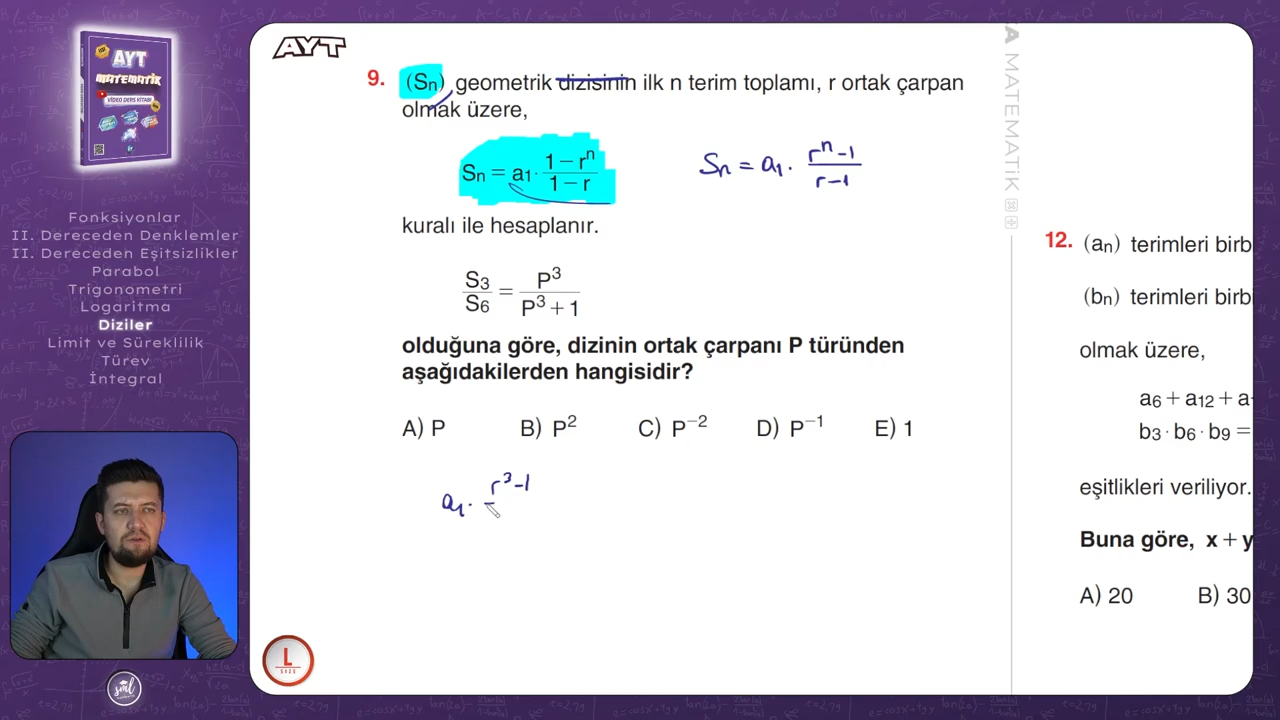 AYT
MATEMATİK
VİDEO DERS KİTABI
Fonksiyonlar
II. Dereceden Denklemler
II. Dereceden Eşitsizlikler
Parabol
Trigonometri
Logaritma
Diziler
Limit ve Süreklilik
Türev
İntegral
sml
AYT
9. (Sn), geometrik dizisinin ilk n terim toplamı, r ortak çarpan
olmak üzere,
Sn = a1 · (1 − r^n) / (1 − r)
Sn = a1 · (r^n − 1) / (r − 1)
kuralı ile hesaplanır.
S3 / S6 = P^3 / (P^3 + 1)
olduğuna göre, dizinin ortak çarpanı P türünden
aşağıdakilerden hangisidir?
A) P B) P^2 C) P^−2 D) P^−1 E) 1
a1 · r^3 − 1
L
SIZE
A MATEMATİK
12. (an) terimleri birb
(bn) terimleri birb
olmak üzere,
a6 + a12 + a
b3 · b6 · b9 =
eşitlikleri veriliyor.
Buna göre, x + y
A) 20 B) 30